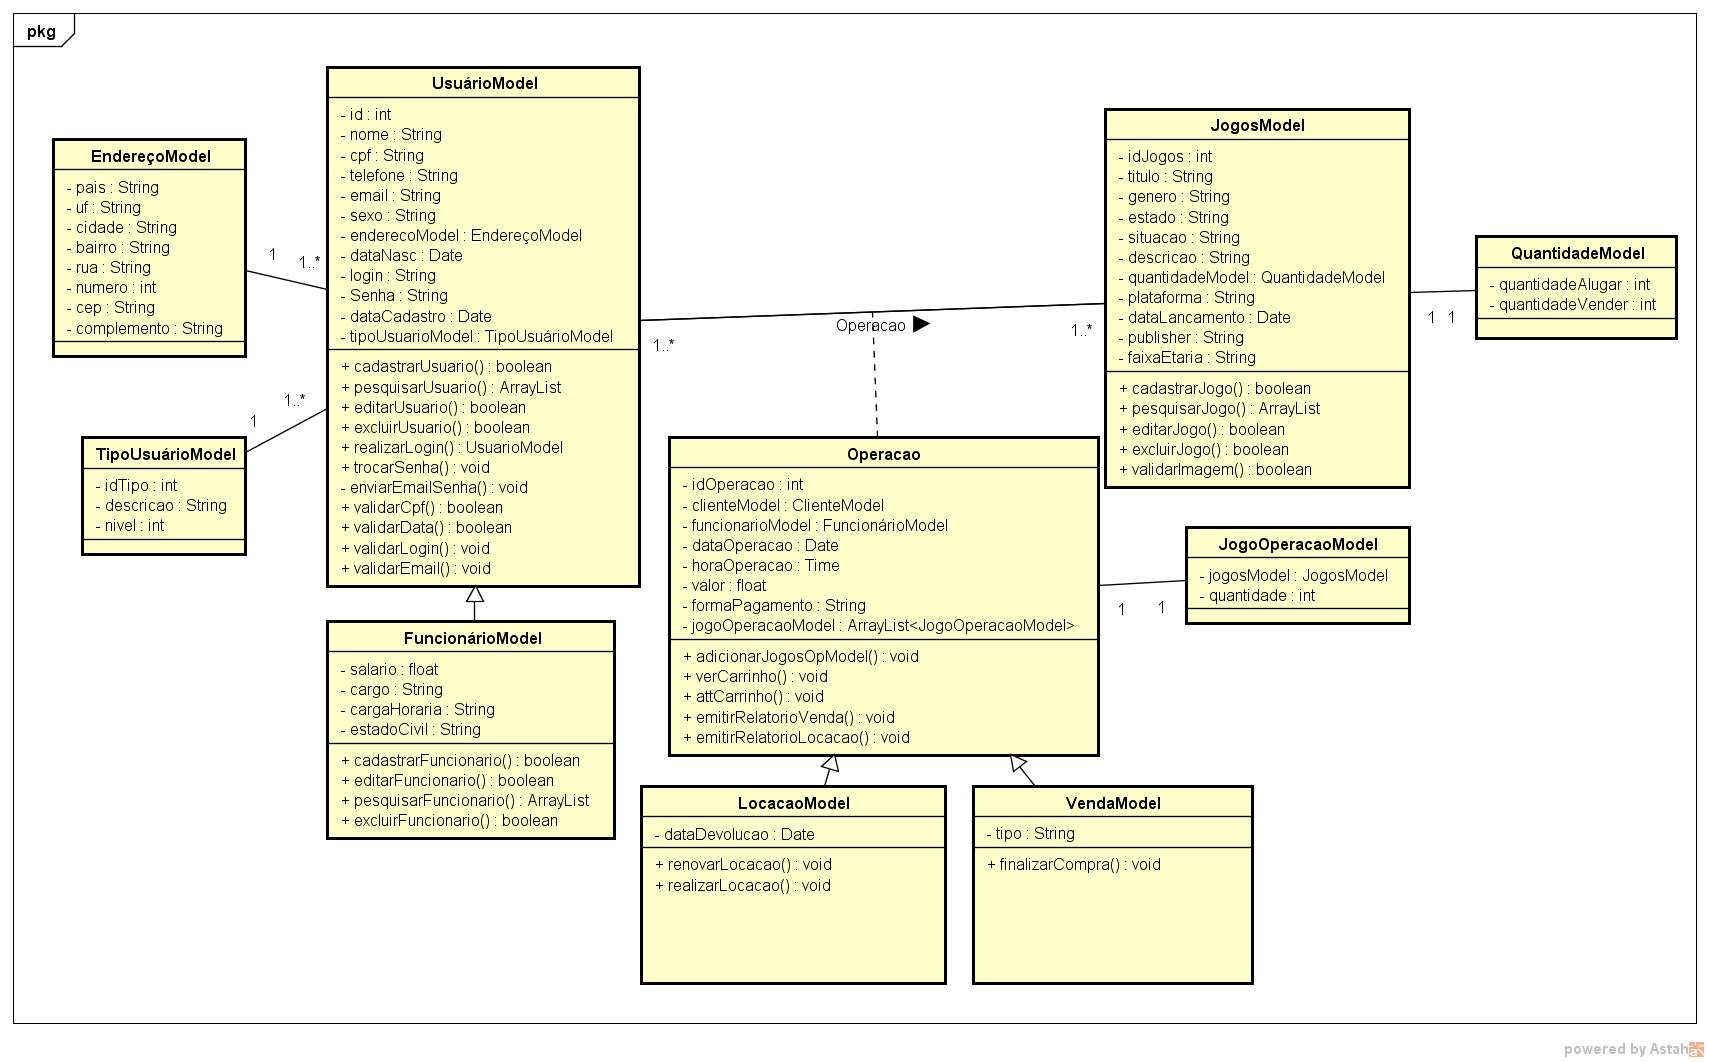 pkg
UsuárioModel
- id : int
- nome : String
- cpf : String
- telefone : String
- email : String
- sexo : String
- enderecoModel : EndereçoModel
- dataNasc : Date
- login : String
- Senha : String
- dataCadastro : Date
- tipoUsuarioModel : TipoUsuárioModel
+ cadastrarUsuario() : boolean
+ pesquisarUsuario() : ArrayList
+ editarUsuario() : boolean
+ excluirUsuario() : boolean
+ realizarLogin() : UsuarioModel
+ trocarSenha() : void
- enviarEmailSenha() : void
+ validarCpf() : boolean
+ validarData() : boolean
+ validarLogin() : void
+ validarEmail() : void
EndereçoModel
- pais : String
- uf : String
- cidade : String
- bairro : String
- rua : String
- numero : int
- cep : String
- complemento : String
1
1..*
TipoUsuárioModel
- idTipo : int
- descricao : String
- nivel : int
1
1..*
JogosModel
- idJogos : int
- titulo : String
- genero : String
- estado : String
- situacao : String
- descricao : String
- quantidadeModel : QuantidadeModel
- plataforma : String
- dataLancamento : Date
- publisher : String
- faixaEtaria : String
+ cadastrarJogo() : boolean
+ pesquisarJogo() : ArrayList
+ editarJogo() : boolean
+ excluirJogo() : boolean
+ validarImagem() : boolean
1..*
Operacao
1..*
QuantidadeModel
- quantidadeAlugar : int
- quantidadeVender : int
1
1
Operacao
- idOperacao : int
- clienteModel : ClienteModel
- funcionarioModel : FuncionárioModel
- dataOperacao : Date
- horaOperacao : Time
- valor : float
- formaPagamento : String
- jogoOperacaoModel : ArrayList<JogoOperacaoModel>
+ adicionarJogosOpModel() : void
+ verCarrinho() : void
+ attCarrinho() : void
+ emitirRelatorioVenda() : void
+ emitirRelatorioLocacao() : void
JogoOperacaoModel
- jogosModel : JogosModel
- quantidade : int
1
1
FuncionárioModel
- salario : float
- cargo : String
- cargaHoraria : String
- estadoCivil : String
+ cadastrarFuncionario() : boolean
+ editarFuncionario() : boolean
+ pesquisarFuncionario() : ArrayList
+ excluirFuncionario() : boolean
LocacaoModel
- dataDevolucao : Date
+ renovarLocacao() : void
+ realizarLocacao() : void
VendaModel
- tipo : String
+ finalizarCompra() : void
powered by Astah